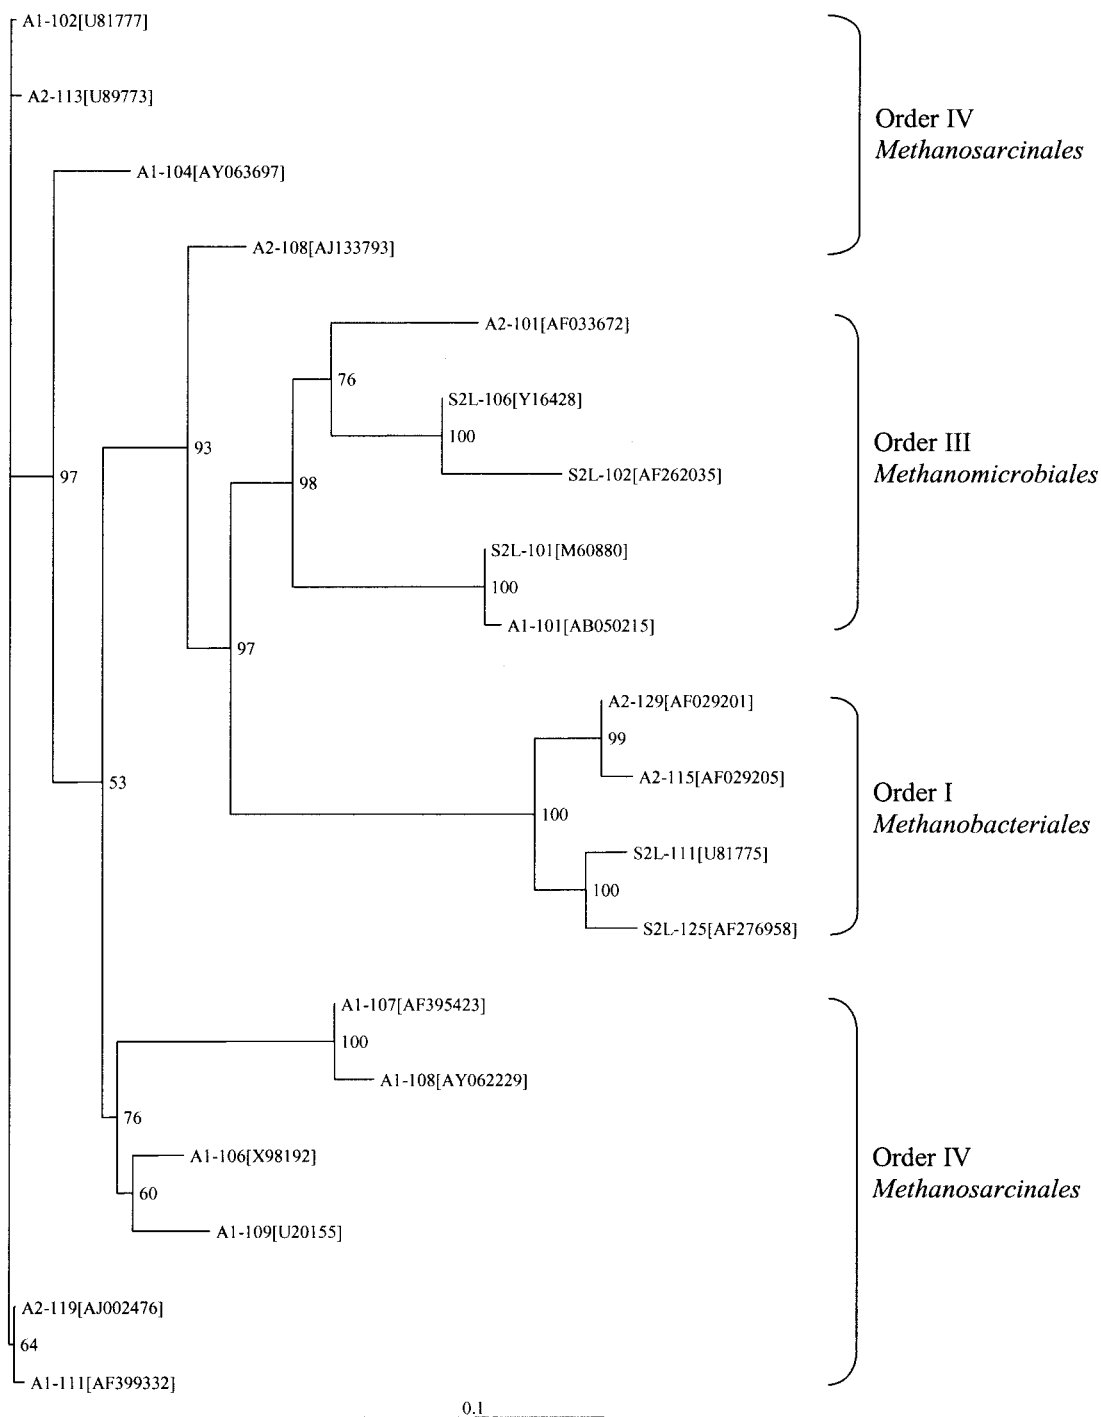 A1-102[U81777]
A2-113[U89773]
Order IV
Methanosarcinales
A1-104[AY063697]
A2-108[AJ133793]
A2-101[AF033672]
76
S2L-106[Y16428]
100
93
Order III
Methanomicrobiales
97
S2L-102[AF262035]
98
S2L-101[M60880]
100
A1-101[AB050215]
97
A2-129[AF029201]
99
A2-115[AF029205]
53
Order I
Methanobacteriales
100
S2L-111[U81775]
100
S2L-125[AF276958]
A1-107[AF395423]
100
A1-108[AY062229]
76
A1-106[X98192]
Order IV
Methanosarcinales
60
A1-109[U20155]
A2-119[AJ002476]
64
A1-111[AF399332]
0.1